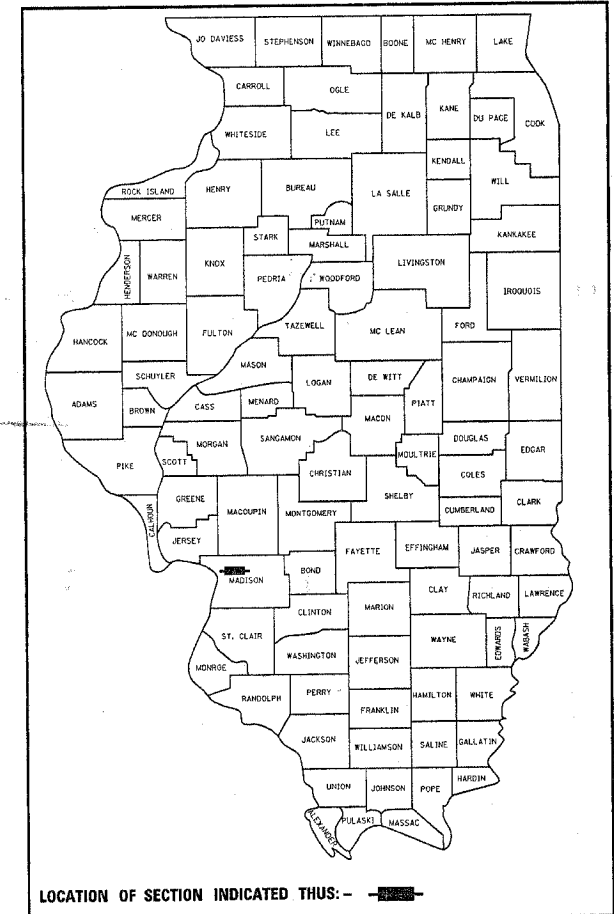 JO DAVIESS STEPHENSON WINNEBAGO BOONE MC HENRY LAKE
CARROLL OGLE DE KALB KANE DU PAGE COOK
WHITESIDE LEE
KENDALL WILL
ROCK ISLAND HENRY BUREAU LA SALLE GRUNDY
MERCER PUTNAM
STARK MARSHALL KANKAKEE
HENDERSON WARREN KNOX PEORIA WOODFORD LIVINGSTON IROQUOIS
HANCOCK MC DONOUGH FULTON TAZEWELL MC LEAN FORD
MASON
SCHUYLER LOGAN DE WITT CHAMPAIGN VERMILION
ADAMS BROWN CASS MENARD PIATT
MACON
MORGAN SANGAMON DOUGLAS EDGAR
PIKE SCOTT CHRISTIAN MOULTRIE COLES
GREENE MACOUPIN MONTGOMERY SHELBY CUMBERLAND CLARK
CALHOUN JERSEY
FAYETTE EFFINGHAM JASPER CRAWFORD
MADISON BOND
CLAY RICHLAND LAWRENCE
CLINTON MARION
ST. CLAIR WAYNE EDWARDS WABASH
WASHINGTON JEFFERSON
MONROE
RANDOLPH PERRY HAMILTON WHITE
FRANKLIN
JACKSON WILLIAMSON SALINE GALLATIN
UNION JOHNSON POPE HARDIN
ALEXANDER PULASKI MASSAC
LOCATION OF SECTION INDICATED THUS: –